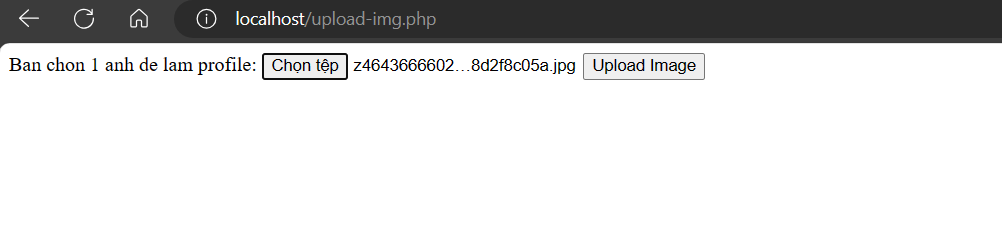 localhost/upload-img.php
Ban chon 1 anh de lam profile: Chọn tệp z4643666602...8d2f8c05a.jpg Upload Image